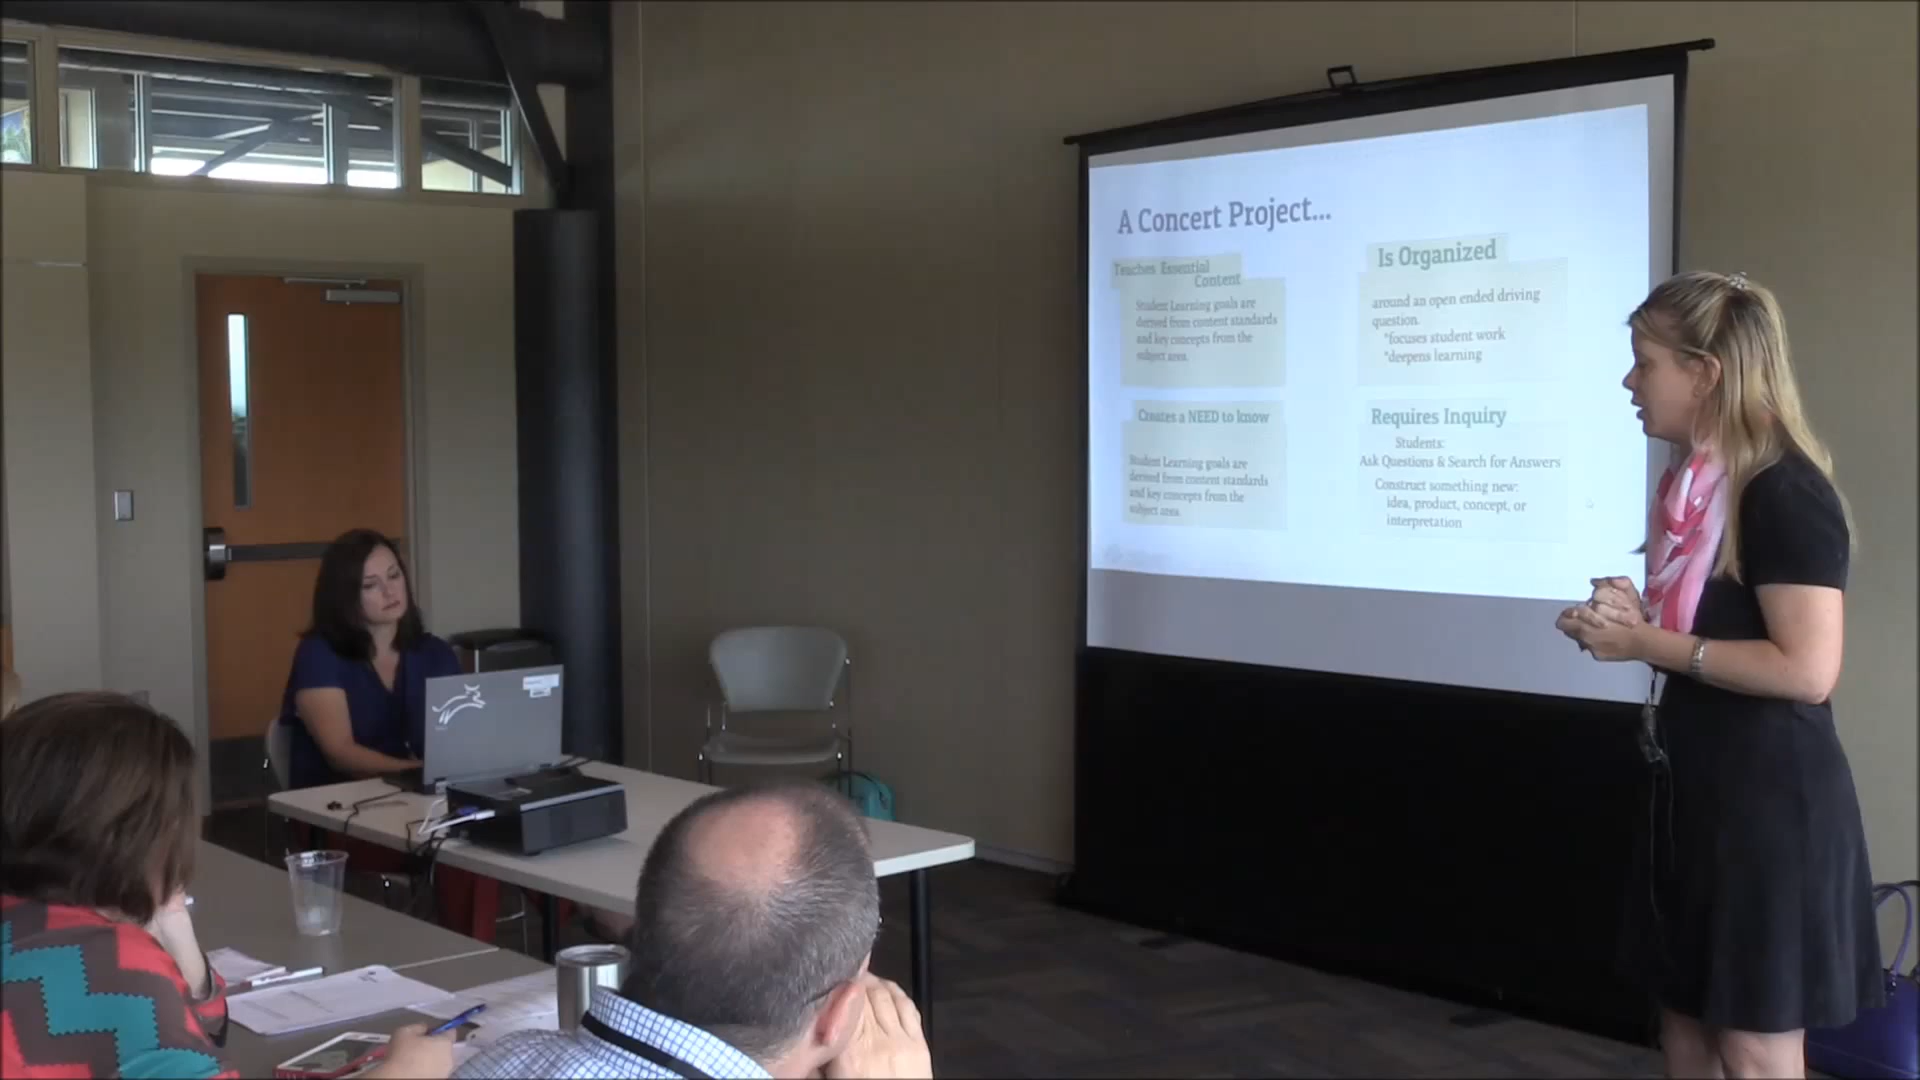 A Concert Project...
Teaches Essential
Content
Student Learning goals are
derived from content standards
and key concepts from the
subject area.
Is Organized
around an open ended driving
question.
*focuses student work
*deepens learning
Creates a NEED to know
Student Learning goals are
derived from content standards
and key concepts from the
subject area.
Requires Inquiry
Students:
Ask Questions & Search for Answers
Construct something new:
idea, product, concept, or
interpretation